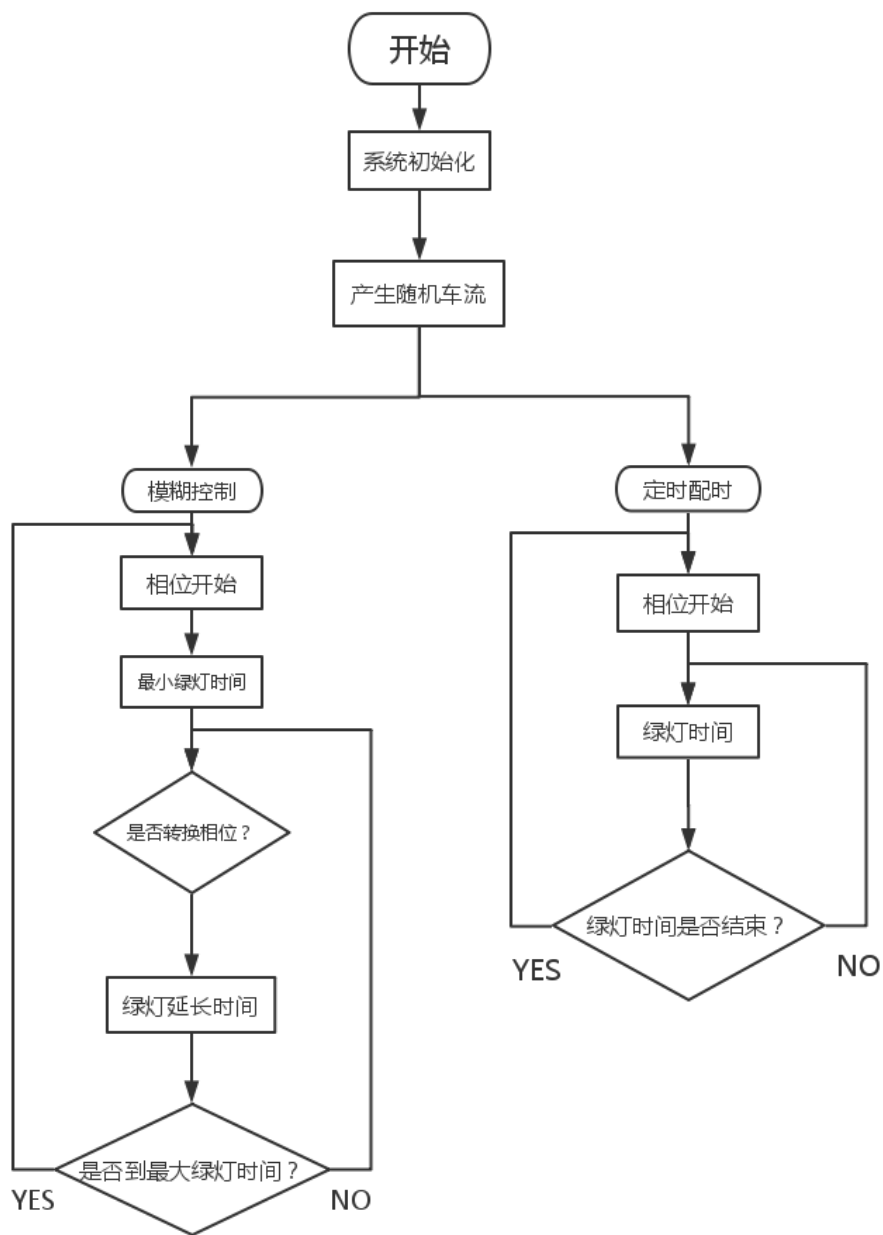 开始
系统初始化
产生随机车流
模糊控制
相位开始
最小绿灯时间
是否转换相位？
绿灯延长时间
是否到最大绿灯时间？
YES
NO
定时配时
相位开始
绿灯时间
绿灯时间是否结束？
YES
NO